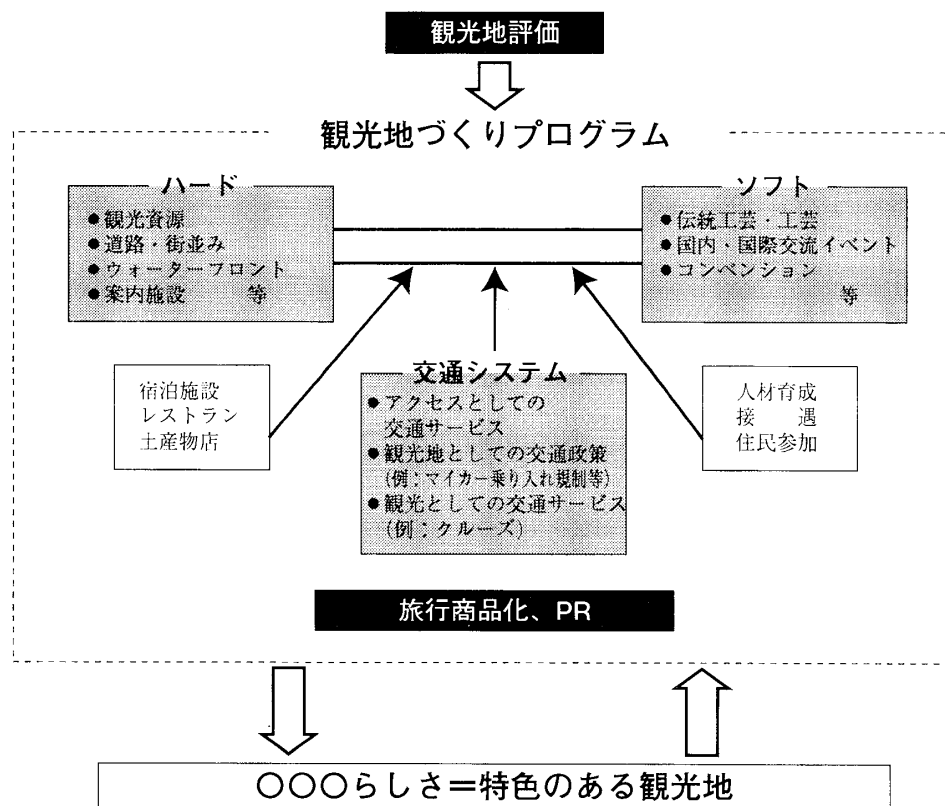 観光地評価
観光地づくりプログラム
ハード
●観光資源
●道路・街並み
●ウォーターフロント
●案内施設　等
ソフト
●伝統工芸・工芸
●国内・国際交流イベント
●コンベンション
等
宿泊施設
レストラン
土産物店
交通システム
●アクセスとしての
交通サービス
●観光地としての交通政策
(例；マイカー乗り入れ規制等)
●観光としての交通サービス
(例；クルーズ)
人材育成
接　遇
住民参加
旅行商品化、PR
〇〇〇らしさ＝特色のある観光地